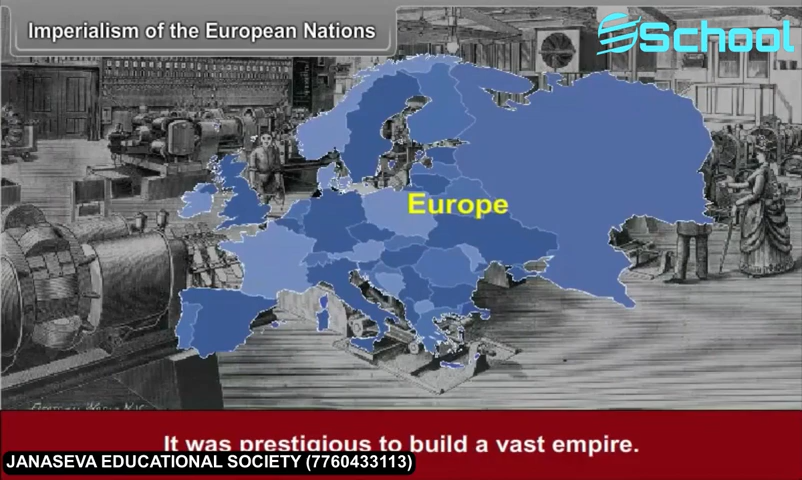 Imperialism of the European Nations
School
Europe
It was prestigious to build a vast empire.
JANASEVA EDUCATIONAL SOCIETY (7760433113)